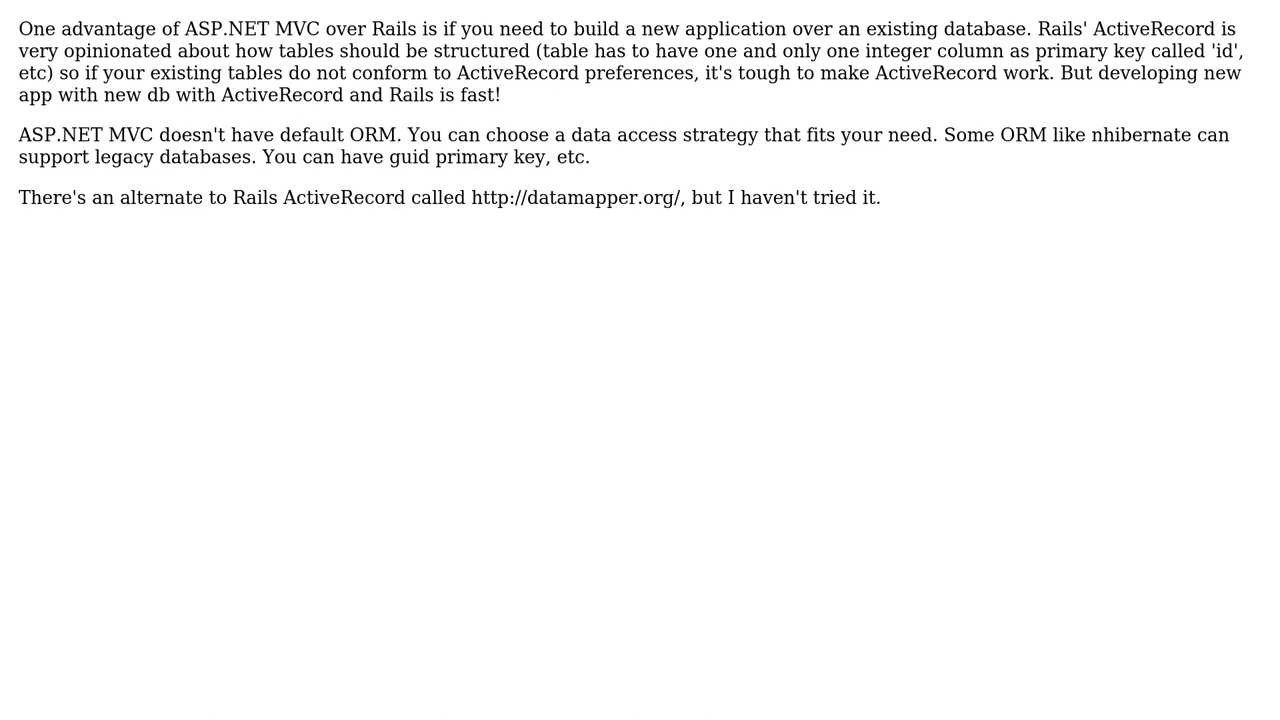 One advantage of ASP.NET MVC over Rails is if you need to build a new application over an existing database. Rails' ActiveRecord is
very opinionated about how tables should be structured (table has to have one and only one integer column as primary key called 'id',
etc) so if your existing tables do not conform to ActiveRecord preferences, it's tough to make ActiveRecord work. But developing new
app with new db with ActiveRecord and Rails is fast!
ASP.NET MVC doesn't have default ORM. You can choose a data access strategy that fits your need. Some ORM like nhibernate can
support legacy databases. You can have guid primary key, etc.
There's an alternate to Rails ActiveRecord called http://datamapper.org/, but I haven't tried it.